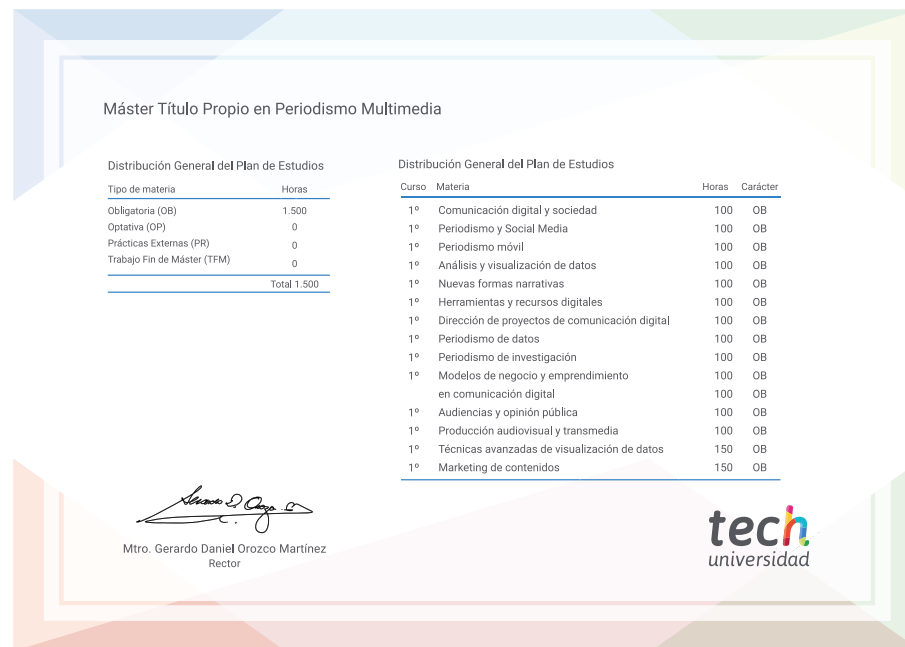 Máster Título Propio en Periodismo Multimedia
Distribución General del Plan de Estudios
Tipo de materia Horas
Obligatoria (OB) 1.500
Optativa (OP) 0
Prácticas Externas (PR) 0
Trabajo Fin de Máster (TFM) 0
Total 1.500
Distribución General del Plan de Estudios
Curso Materia Horas Carácter
1º Comunicación digital y sociedad 100 OB
1º Periodismo y Social Media 100 OB
1º Periodismo móvil 100 OB
1º Análisis y visualización de datos 100 OB
1º Nuevas formas narrativas 100 OB
1º Herramientas y recursos digitales 100 OB
1º Dirección de proyectos de comunicación digital 100 OB
1º Periodismo de datos 100 OB
1º Periodismo de investigación 100 OB
1º Modelos de negocio y emprendimiento 100 OB
en comunicación digital 100 OB
1º Audiencias y opinión pública 100 OB
1º Producción audiovisual y transmedia 100 OB
1º Técnicas avanzadas de visualización de datos 150 OB
1º Marketing de contenidos 150 OB
Mtro. Gerardo Daniel Orozco Martínez
Rector
tech
universidad